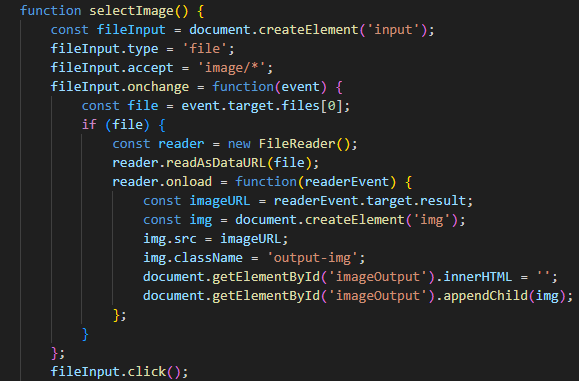 function selectImage() {
    const fileInput = document.createElement('input');
    fileInput.type = 'file';
    fileInput.accept = 'image/*';
    fileInput.onchange = function(event) {
        const file = event.target.files[0];
        if (file) {
            const reader = new FileReader();
            reader.readAsDataURL(file);
            reader.onload = function(readerEvent) {
                const imageURL = readerEvent.target.result;
                const img = document.createElement('img');
                img.src = imageURL;
                img.className = 'output-img';
                document.getElementById('imageOutput').innerHTML = '';
                document.getElementById('imageOutput').appendChild(img);
            };
        }
    };
    fileInput.click();